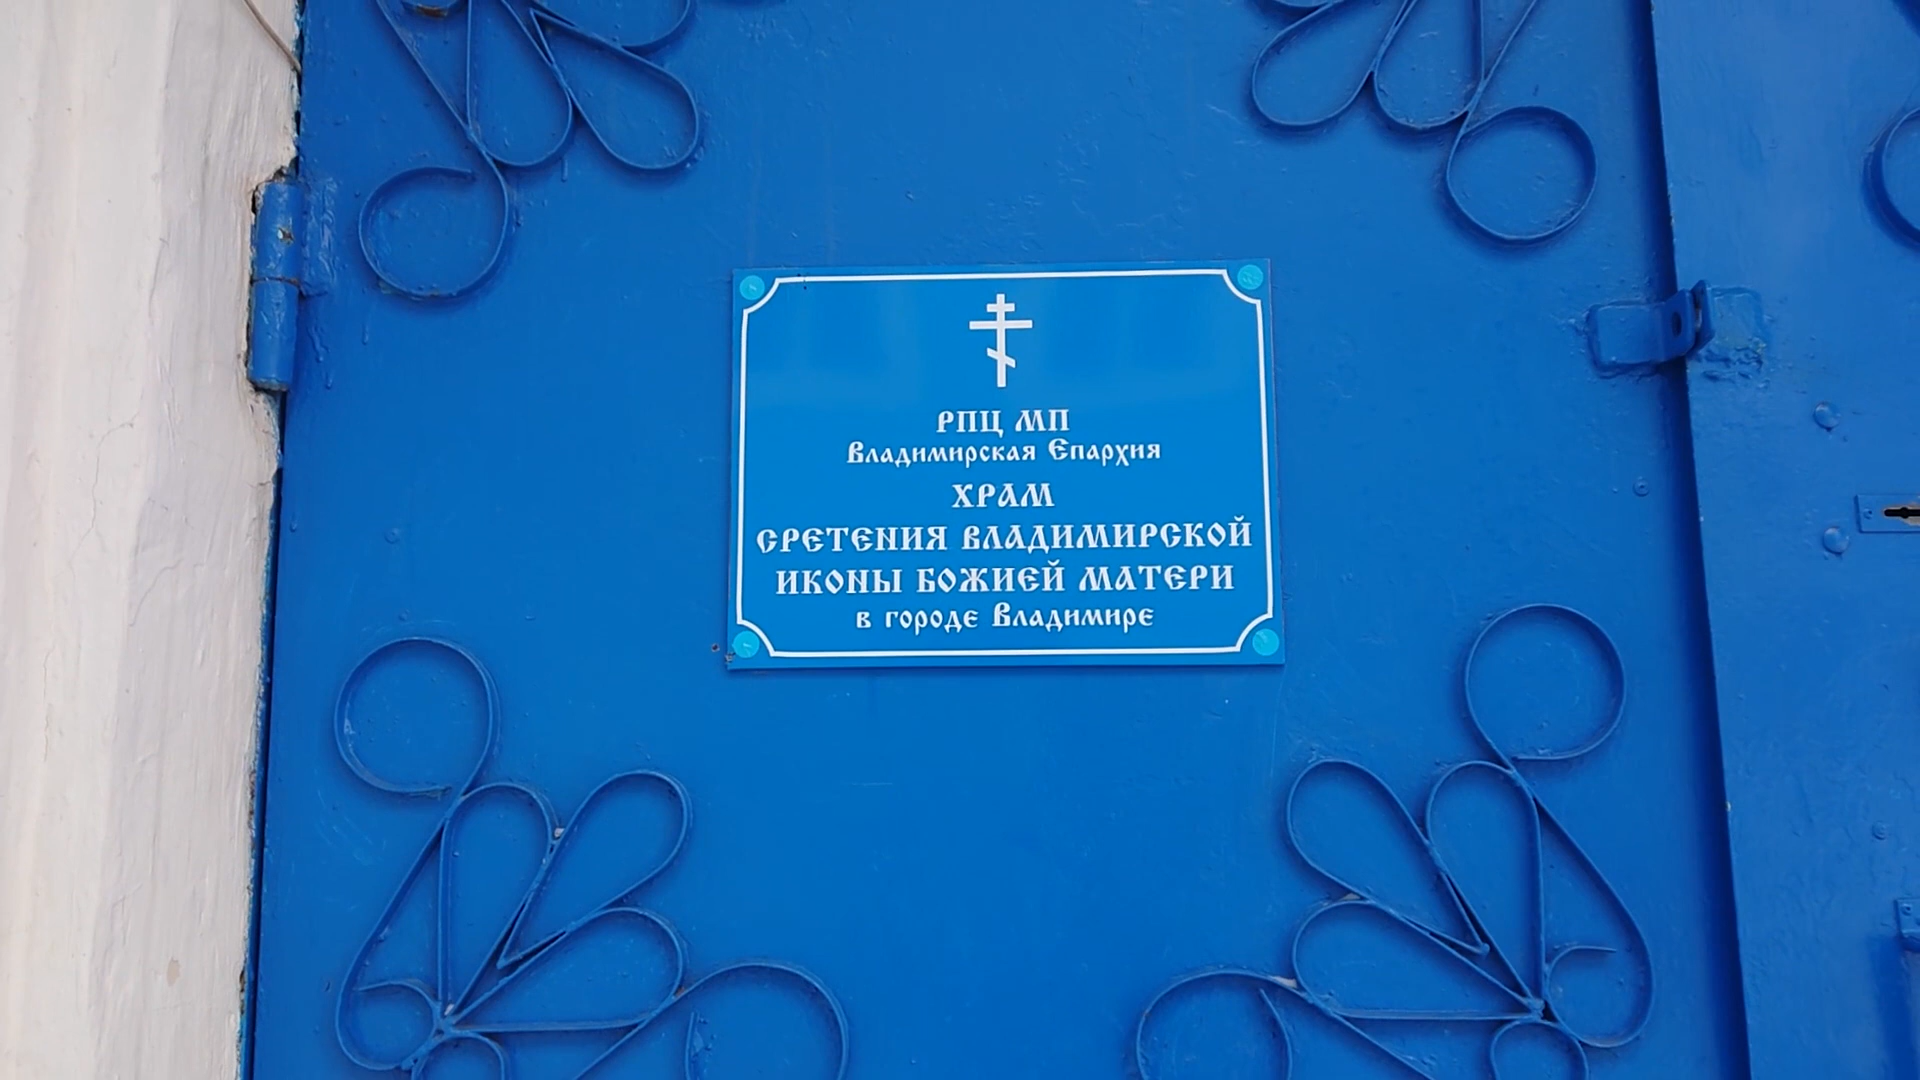 РПЦ МП
Владимирская Епархия
ХРАМ
СРЕТЕНИЯ ВЛАДИМИРСКОЙ
ИКОНЫ БОЖИЕЙ МАТЕРИ
в городе Владимире